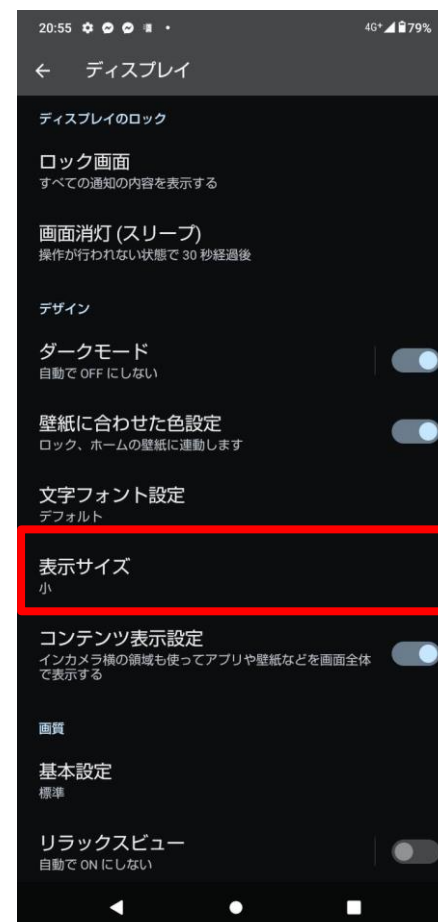 20:55
4G+ 79%
ディスプレイ
ディスプレイのロック
ロック画面
すべての通知の内容を表示する
画面消灯 (スリープ)
操作が行われない状態で 30 秒経過後
デザイン
ダークモード
自動で OFF にしない
壁紙に合わせた色設定
ロック、ホームの壁紙に連動します
文字フォント設定
デフォルト
表示サイズ
小
コンテンツ表示設定
インカメラ横の領域も使ってアプリや壁紙などを画面全体
で表示する
画質
基本設定
標準
リラックスビュー
自動で ON にしない